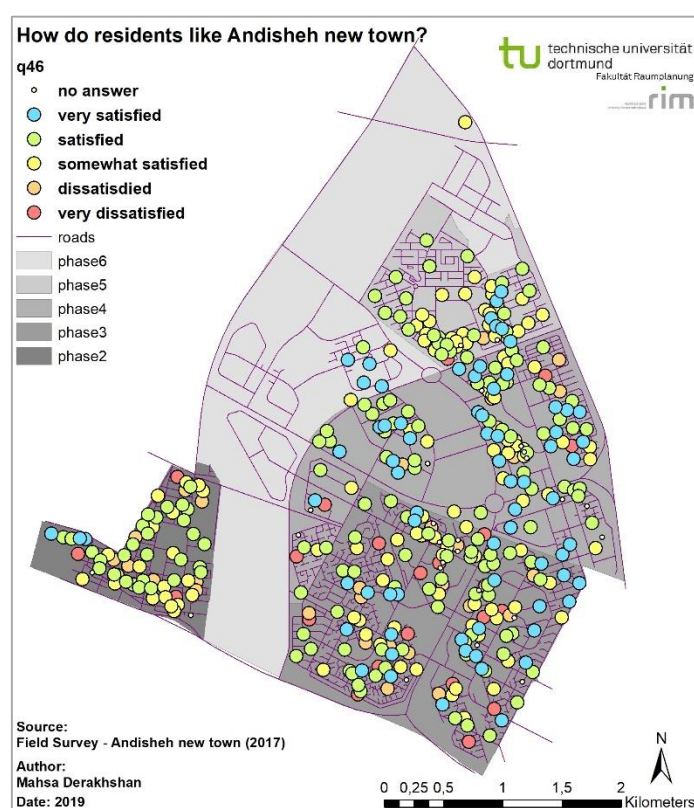 How do residents like Andisheh new town?
tu technische universität
dortmund
Fakultät Raumplanung
rim
q46
no answer
very satisfied
satisfied
somewhat satisfied
dissatisdied
very dissatisfied
roads
phase6
phase5
phase4
phase3
phase2
Source:
Field Survey - Andisheh new town (2017)
Author:
Mahsa Derakhshan
Date: 2019
N
0 0,25 0,5 1 1,5 2
Kilometers